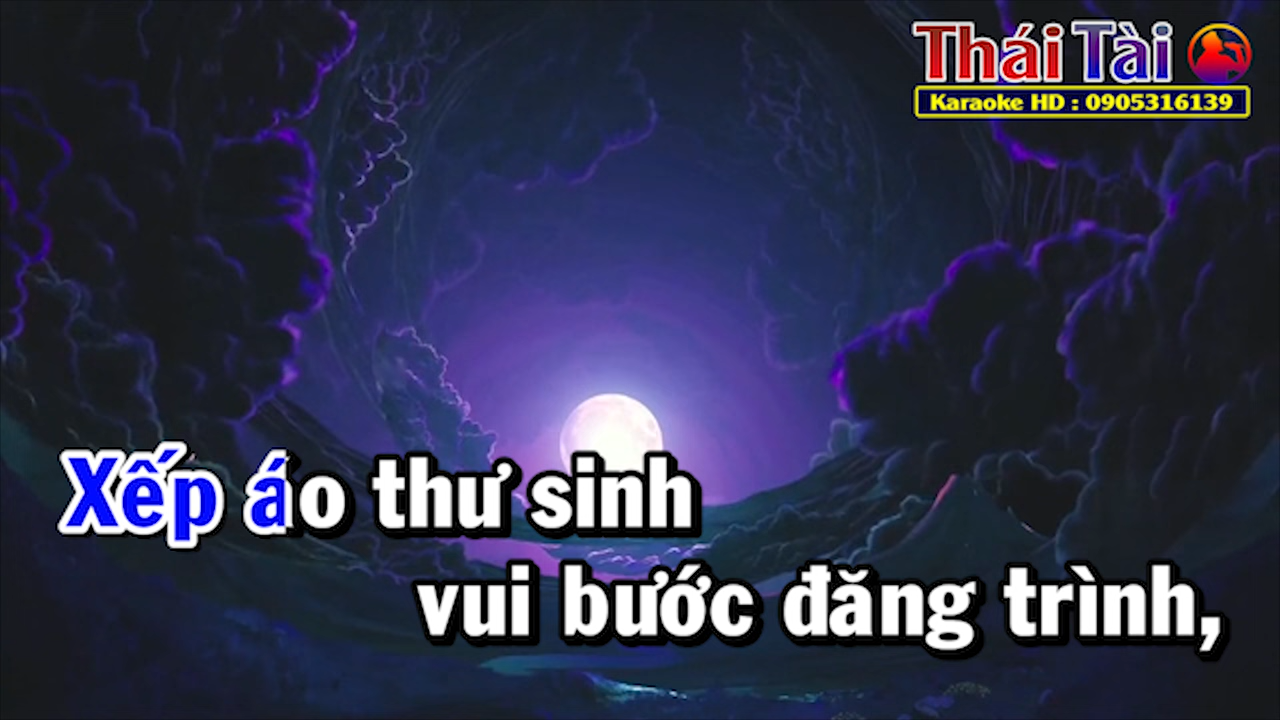 Thái Tài
Karaoke HD : 0905316139
Xếp áo thư sinh
vui bước đăng trình,